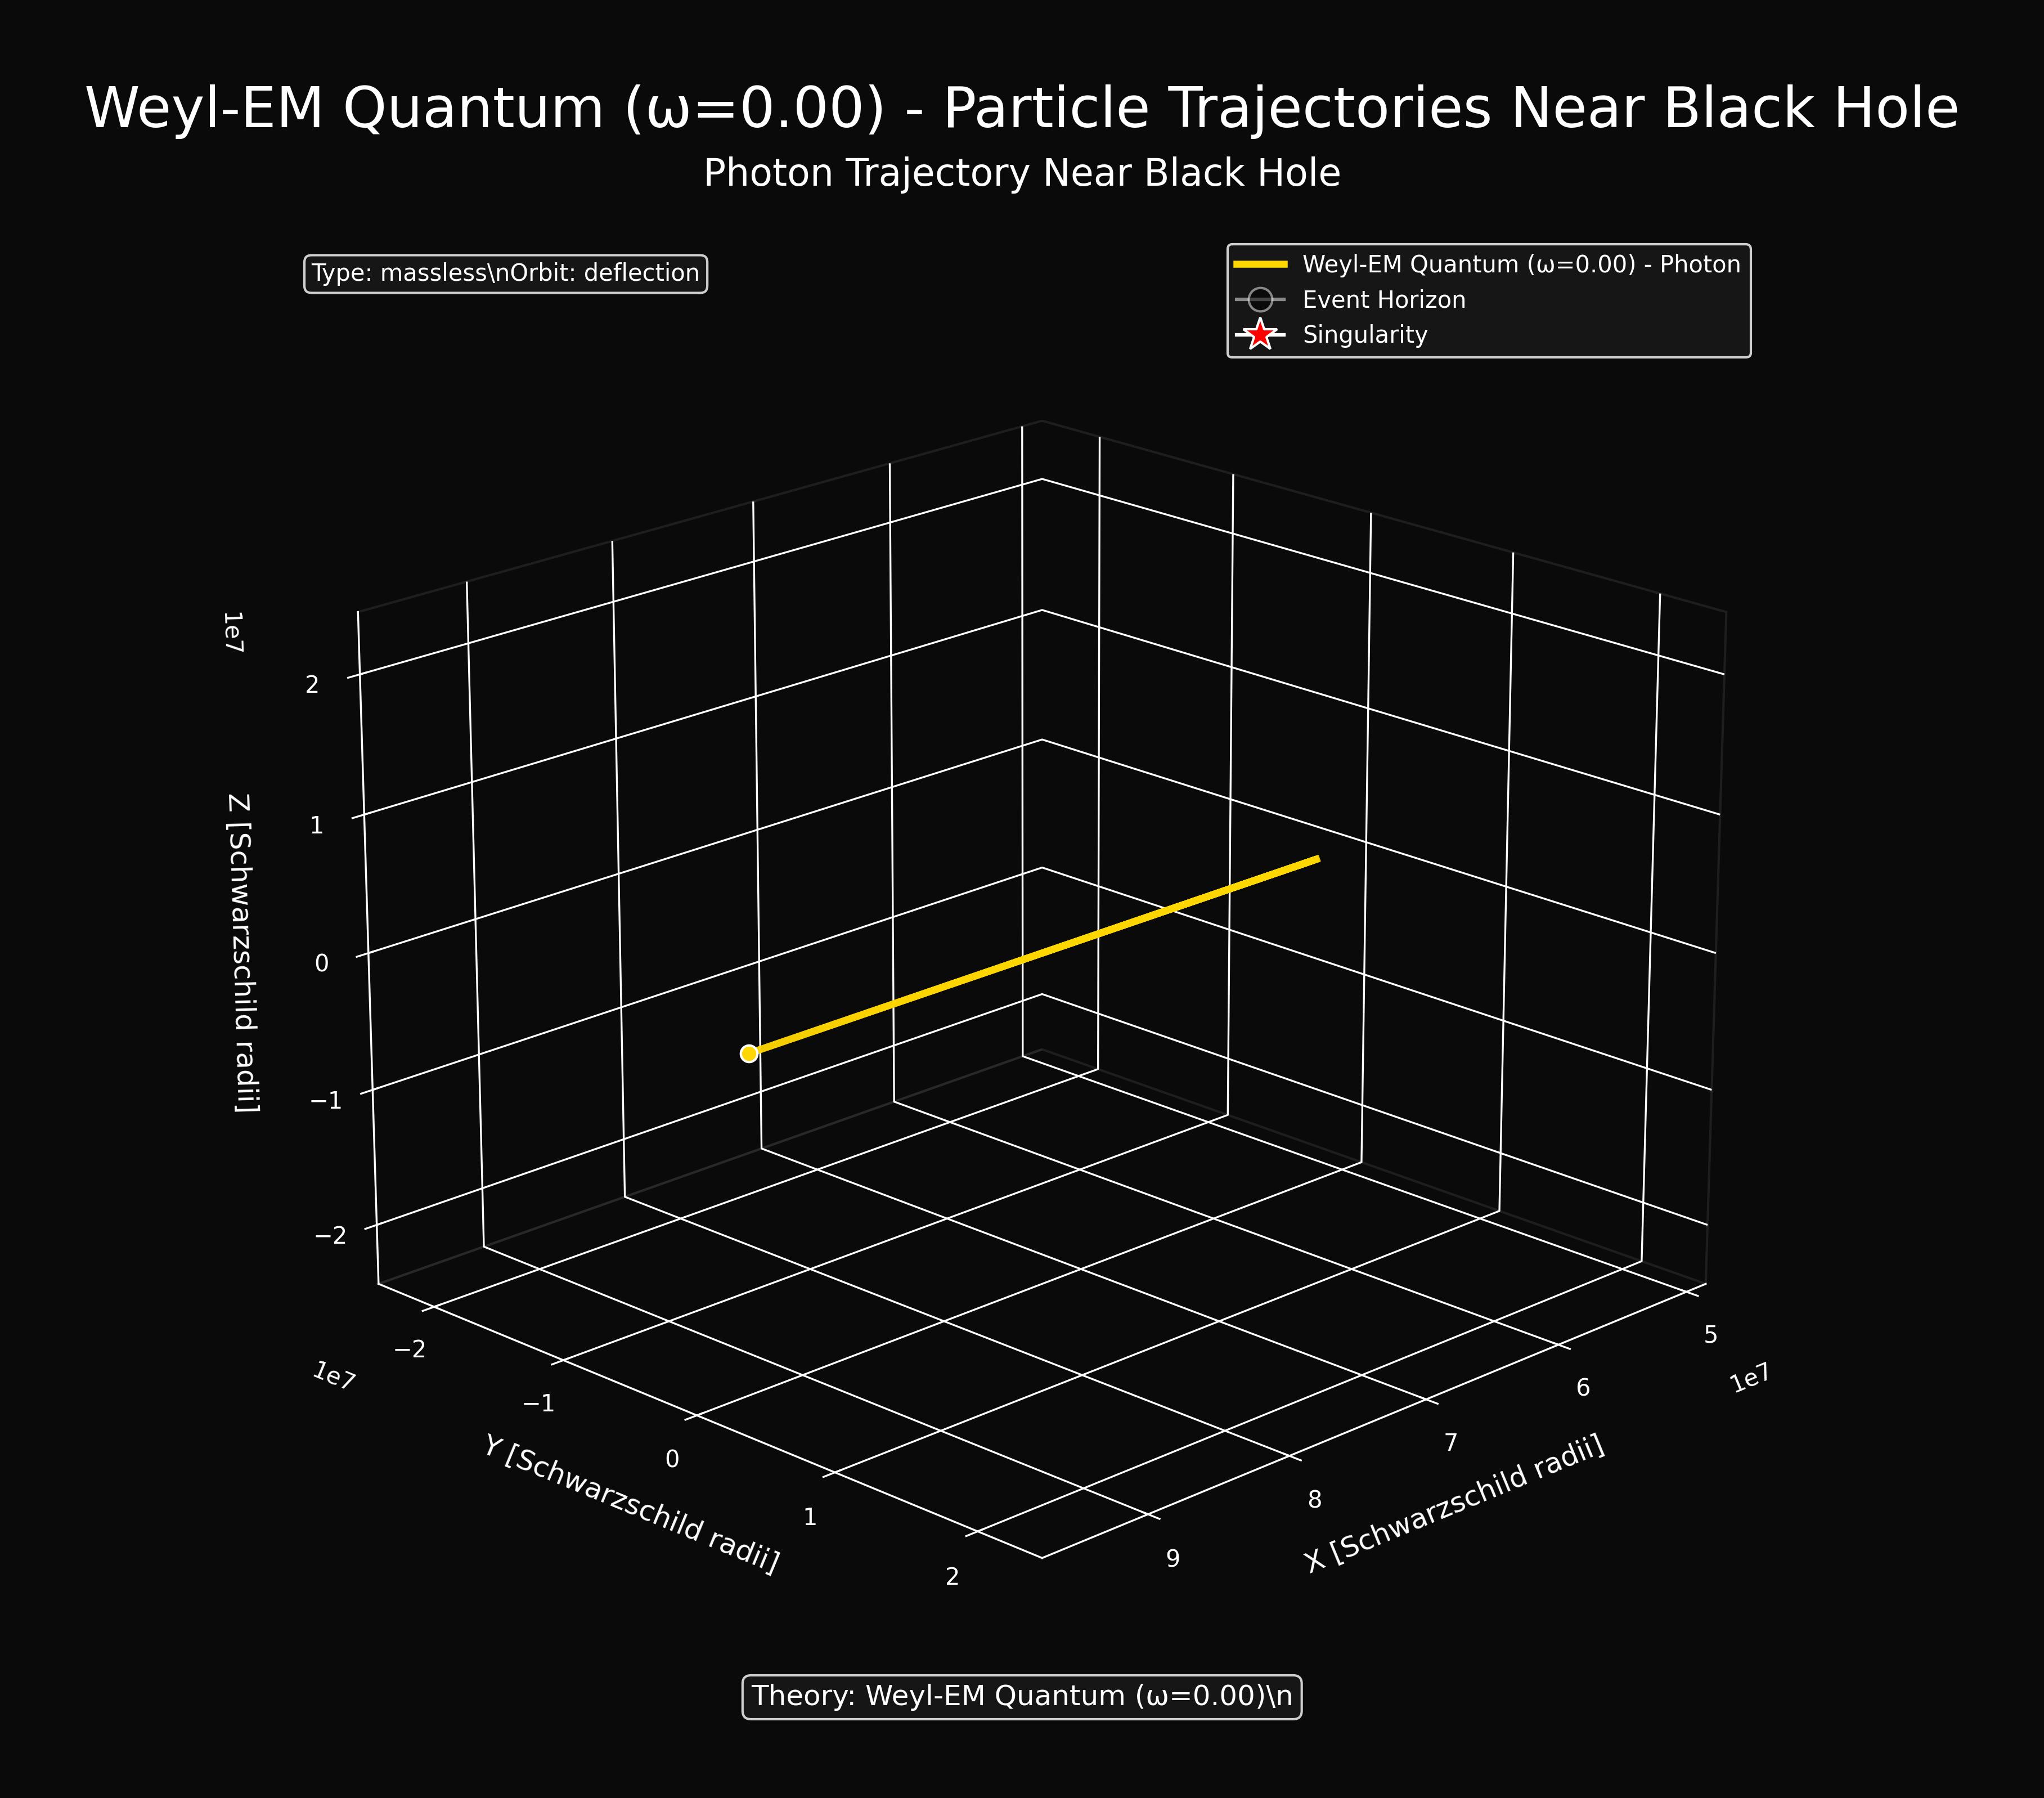 Weyl-EM Quantum (ω=0.00) - Particle Trajectories Near Black Hole
Photon Trajectory Near Black Hole
Type: massless\nOrbit: deflection
Weyl-EM Quantum (ω=0.00) - Photon
Event Horizon
Singularity
1e7
2
1
0
−1
−2
Z [Schwarzschild radii]
−2
−1
0
1
2
1e7
Y [Schwarzschild radii]
5
6
7
8
9
1e7
X [Schwarzschild radii]
Theory: Weyl-EM Quantum (ω=0.00)\n